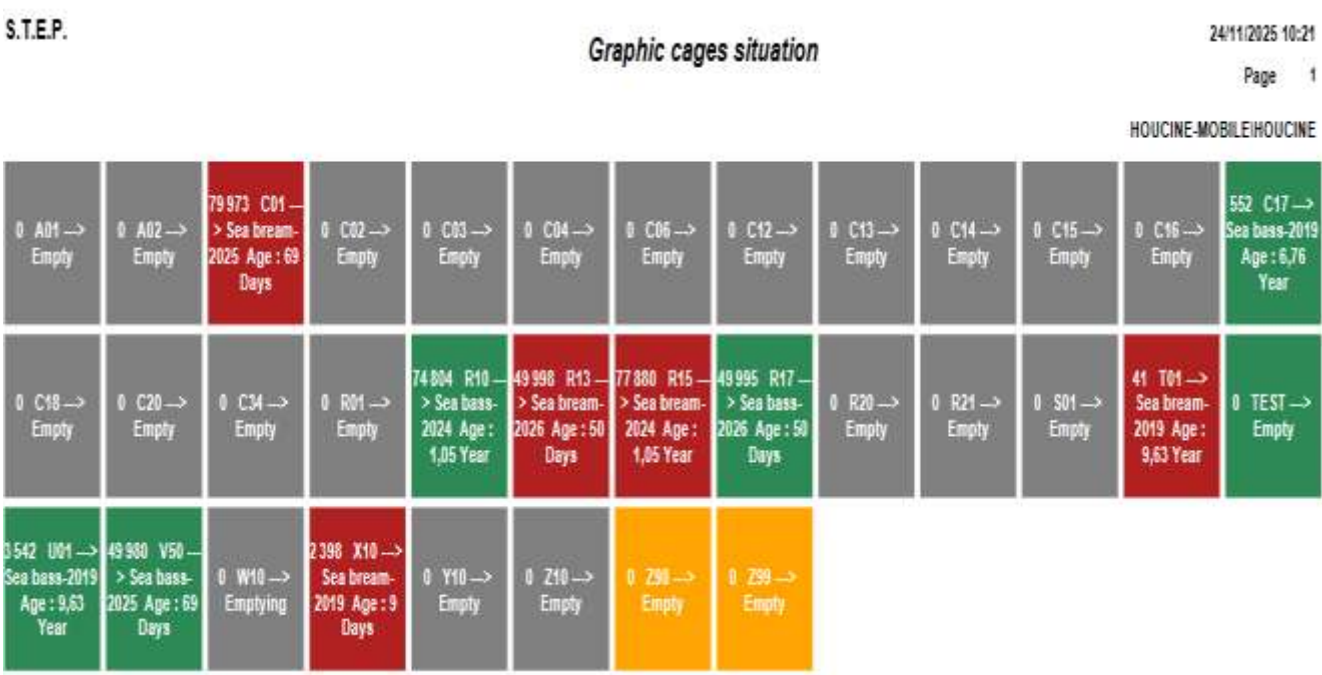 S.T.E.P.
Graphic cages situation
24/11/2025 10:21
Page 1
HOUCINE-MOBILE\HOUCINE
0 A01 --->
Empty
0 A02 --->
Empty
79 973 C01 --
-> Sea bream-
2025 Age : 69
Days
0 C02 --->
Empty
0 C03 --->
Empty
0 C04 --->
Empty
0 C06 --->
Empty
0 C12 --->
Empty
0 C13 --->
Empty
0 C14 --->
Empty
0 C15 --->
Empty
0 C16 --->
Empty
552 C17 --->
Sea bass-2019
Age : 6,76
Year
0 C18 --->
Empty
0 C20 --->
Empty
0 C34 --->
Empty
0 R01 --->
Empty
74 804 R10 ---
> Sea bass-
2024 Age :
1,05 Year
49 998 R13 ---
> Sea bream-
2026 Age : 50
Days
77 880 R15 ---
> Sea bream-
2024 Age :
1,05 Year
49 995 R17 ---
> Sea bass-
2026 Age : 50
Days
0 R20 --->
Empty
0 R21 --->
Empty
0 S01 --->
Empty
41 T01 --->
Sea bream-
2019 Age :
9,63 Year
0 TEST --->
Empty
3 542 U01 --->
Sea bass-2019
Age : 9,63
Year
49 980 V50 ---
> Sea bass-
2025 Age : 69
Days
0 W10 --->
Emptying
2 398 X10 --->
Sea bream-
2019 Age : 9
Days
0 Y10 --->
Empty
0 Z10 --->
Empty
0 Z98 --->
Empty
0 Z99 --->
Empty